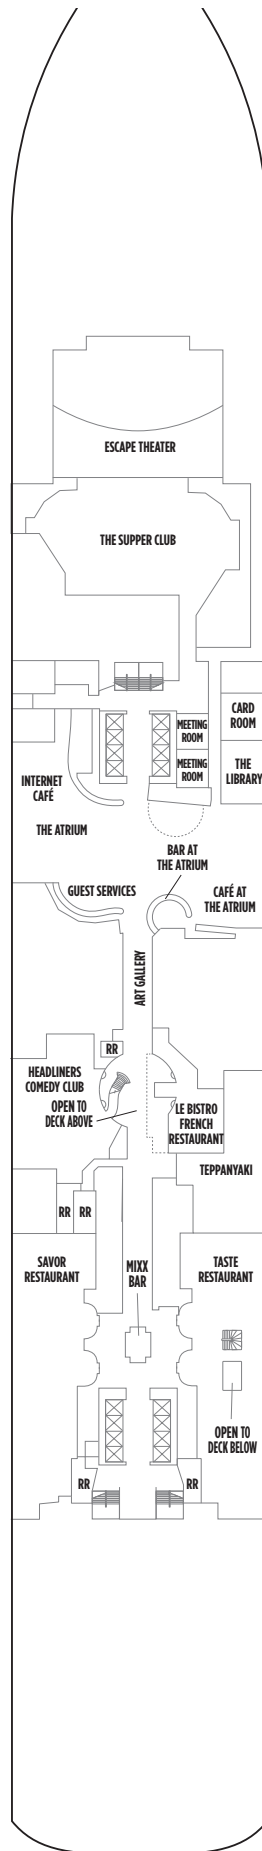 ESCAPE THEATER
THE SUPPER CLUB
CARD
ROOM
MEETING
ROOM
MEETING
ROOM
THE
LIBRARY
INTERNET
CAFÉ
THE ATRIUM
BAR AT
THE ATRIUM
GUEST SERVICES
CAFÉ AT
THE ATRIUM
ART GALLERY
RR
HEADLINERS
COMEDY CLUB
OPEN TO
DECK ABOVE
LE BISTRO
FRENCH
RESTAURANT
TEPPANYAKI
RR
RR
SAVOR
RESTAURANT
MIXX
BAR
TASTE
RESTAURANT
OPEN TO
DECK BELOW
RR
RR